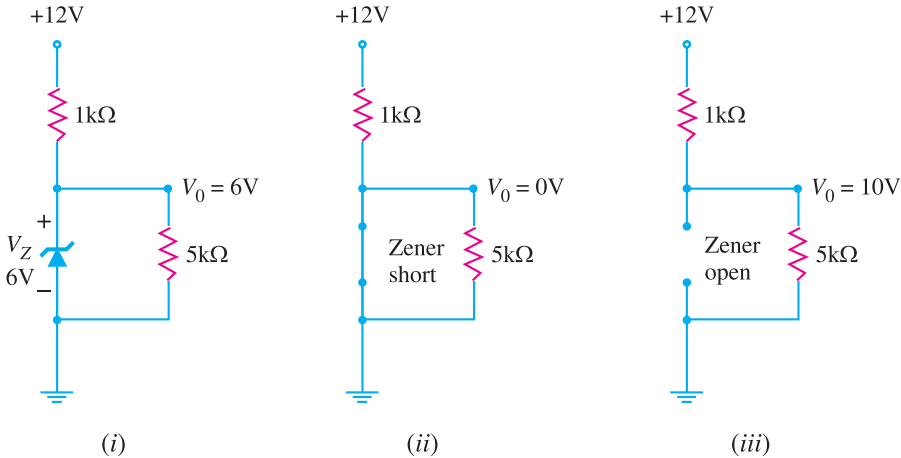 +12V
1kΩ
V0 = 6V
+
VZ
6V
–
5kΩ
(i)
+12V
1kΩ
V0 = 0V
Zener
short
5kΩ
(ii)
+12V
1kΩ
V0 = 10V
Zener
open
5kΩ
(iii)